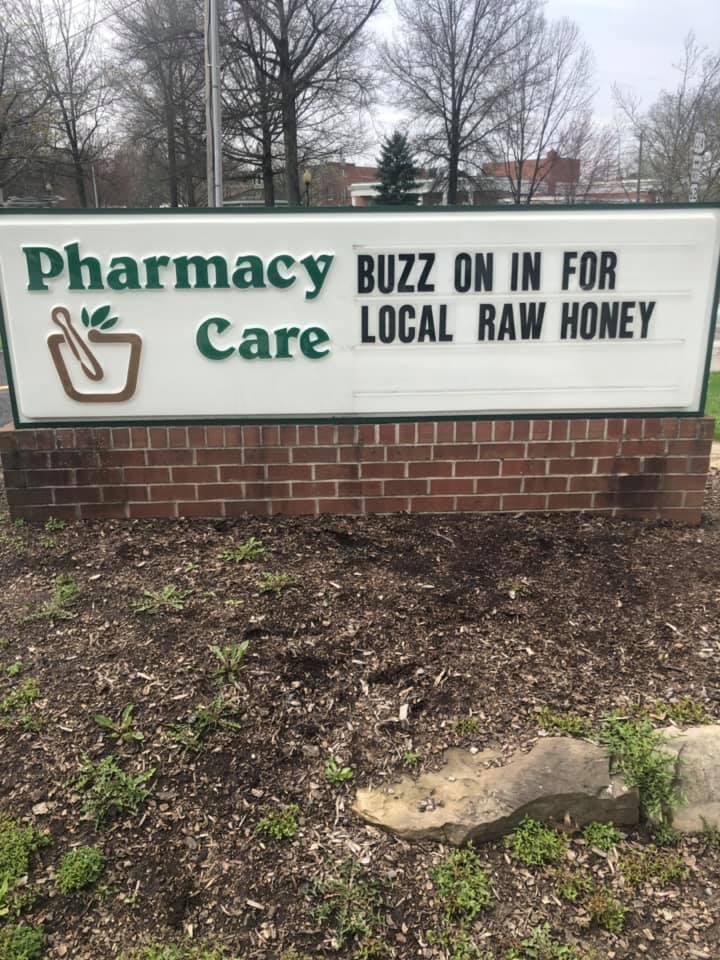 Pharmacy
Care
BUZZ ON IN FOR
LOCAL RAW HONEY